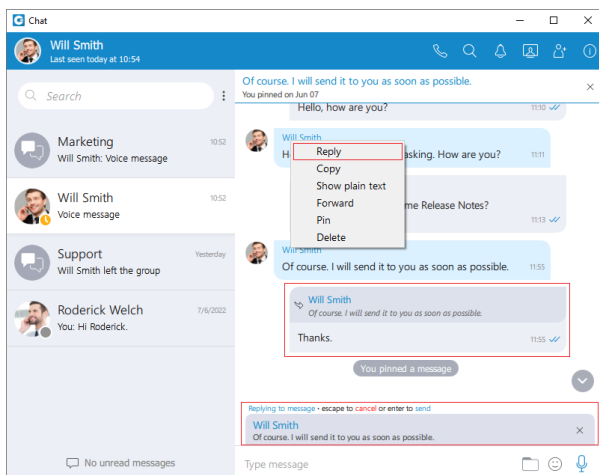 Chat
Will Smith
Last seen today at 10:54
Search
Marketing
10:52
Will Smith: Voice message
Will Smith
10:52
Voice message
Support
Yesterday
Will Smith left the group
Roderick Welch
7/6/2022
You: Hi Roderick.
No unread messages
Of course. I will send it to you as soon as possible.
You pinned on Jun 07
Hello, how are you?
11:10
Will Smith
asking. How are you?
11:11
Reply
Copy
Show plain text
Forward
Pin
Delete
me Release Notes?
11:13
Will Smith
Of course. I will send it to you as soon as possible.
11:55
Will Smith
Of course. I will send it to you as soon as possible.
Thanks.
11:55
You pinned a message
Replying to message • escape to cancel or enter to send
Will Smith
Of course. I will send it to you as soon as possible.
Type message